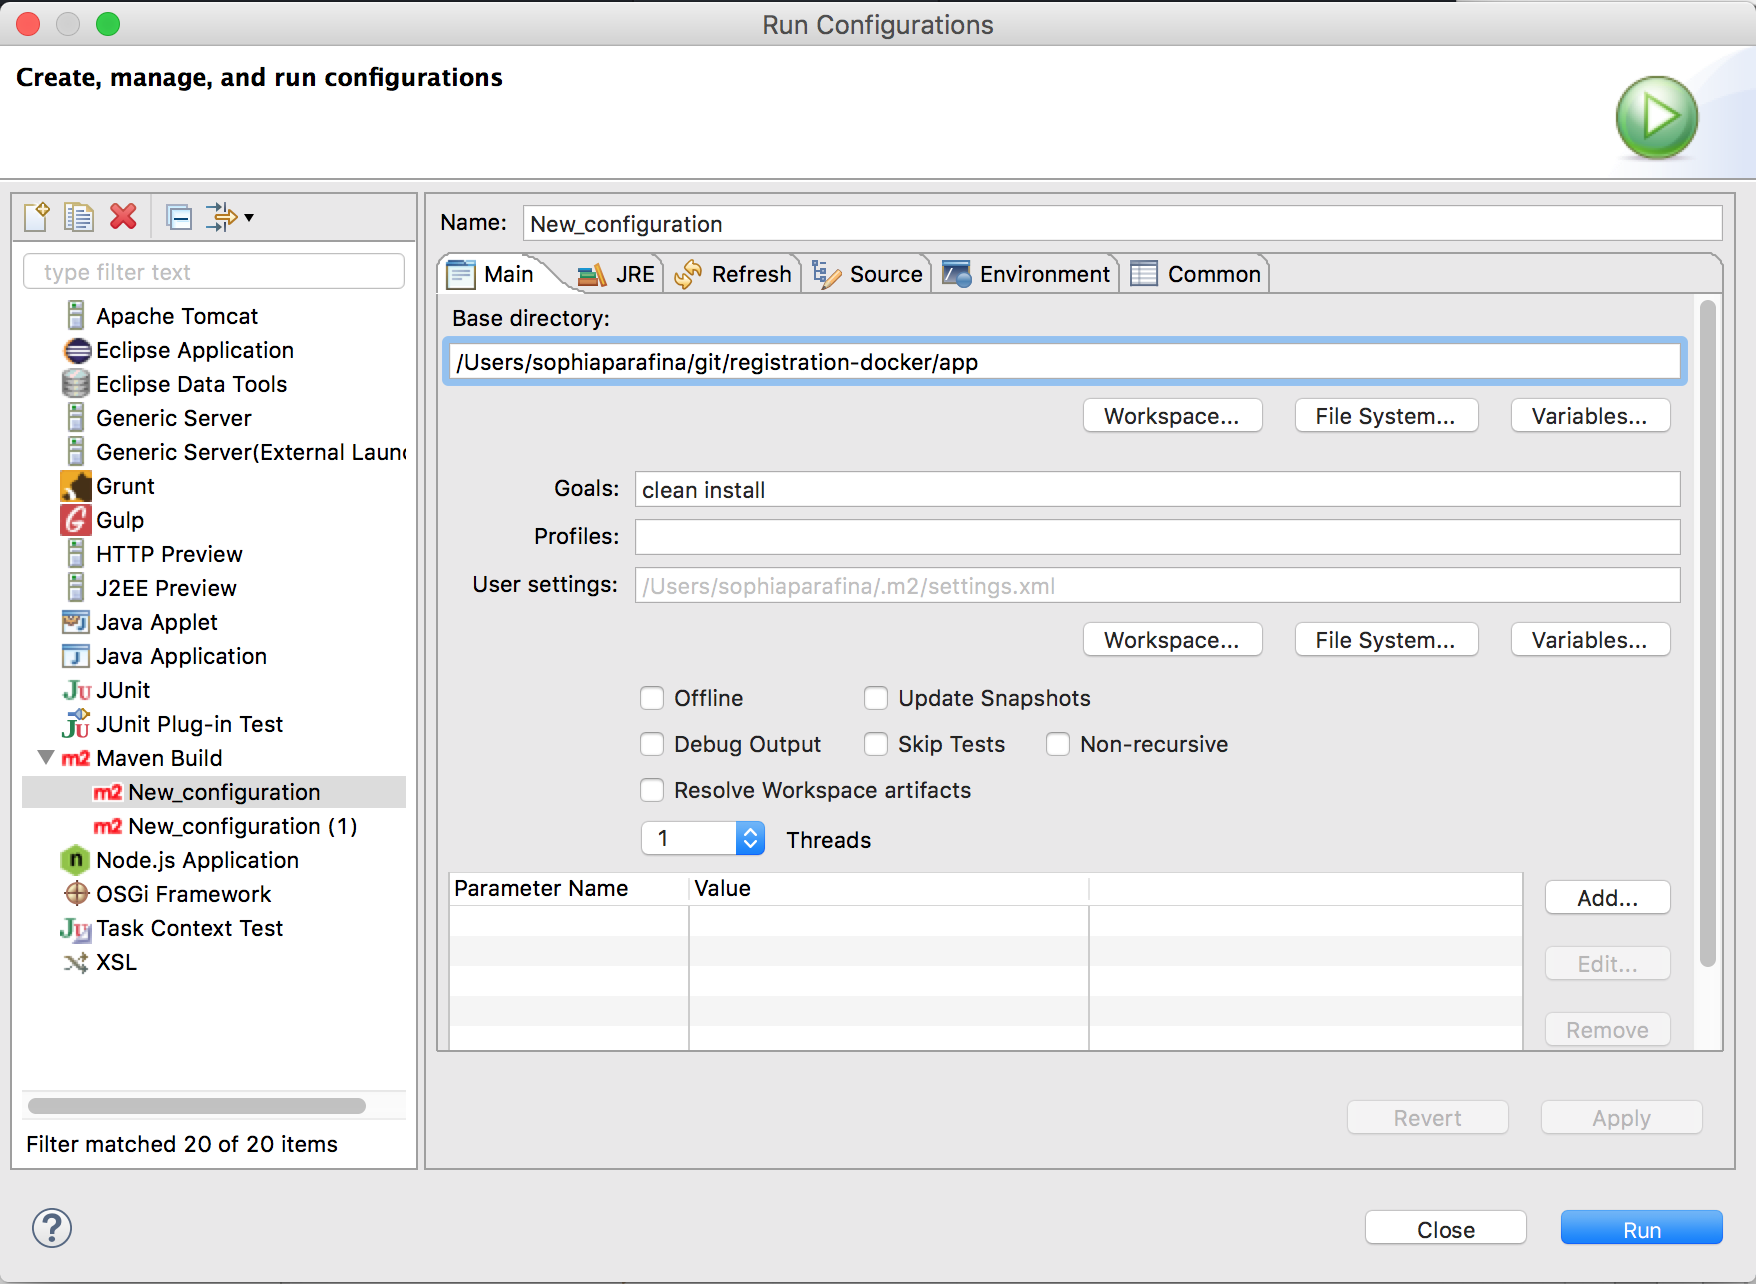 Run Configurations
Create, manage, and run configurations
type filter text
Apache Tomcat
Eclipse Application
Eclipse Data Tools
Generic Server
Generic Server(External Laun
Grunt
Gulp
HTTP Preview
J2EE Preview
Java Applet
Java Application
JUnit
JUnit Plug-in Test
m2 Maven Build
m2 New_configuration
m2 New_configuration (1)
Node.js Application
OSGi Framework
Task Context Test
XSL
Filter matched 20 of 20 items
Name: New_configuration
Main JRE Refresh Source Environment Common
Base directory:
/Users/sophiaparafina/git/registration-docker/app
Workspace... File System... Variables...
Goals: clean install
Profiles:
User settings: /Users/sophiaparafina/.m2/settings.xml
Workspace... File System... Variables...
Offline Update Snapshots
Debug Output Skip Tests Non-recursive
Resolve Workspace artifacts
1 Threads
Parameter Name Value
Add...
Edit...
Remove
Revert Apply
? Close Run